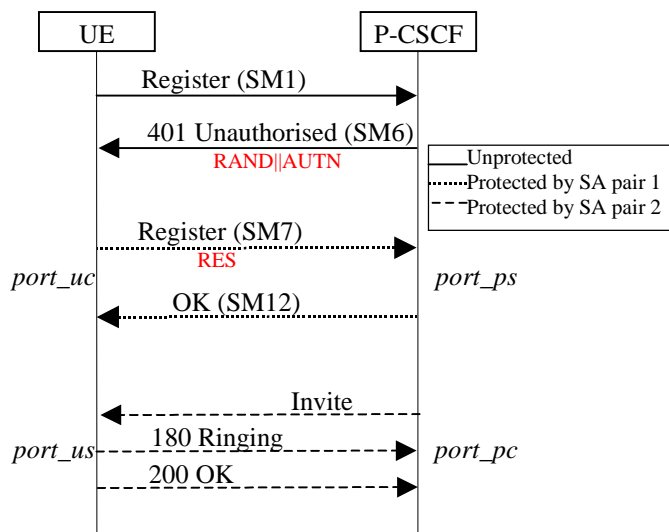 UE
P-CSCF
Register (SM1)
401 Unauthorised (SM6)
RAND||AUTN
Unprotected
Protected by SA pair 1
Protected by SA pair 2
Register (SM7)
RES
port_uc
port_ps
OK (SM12)
Invite
port_us
180 Ringing
port_pc
200 OK